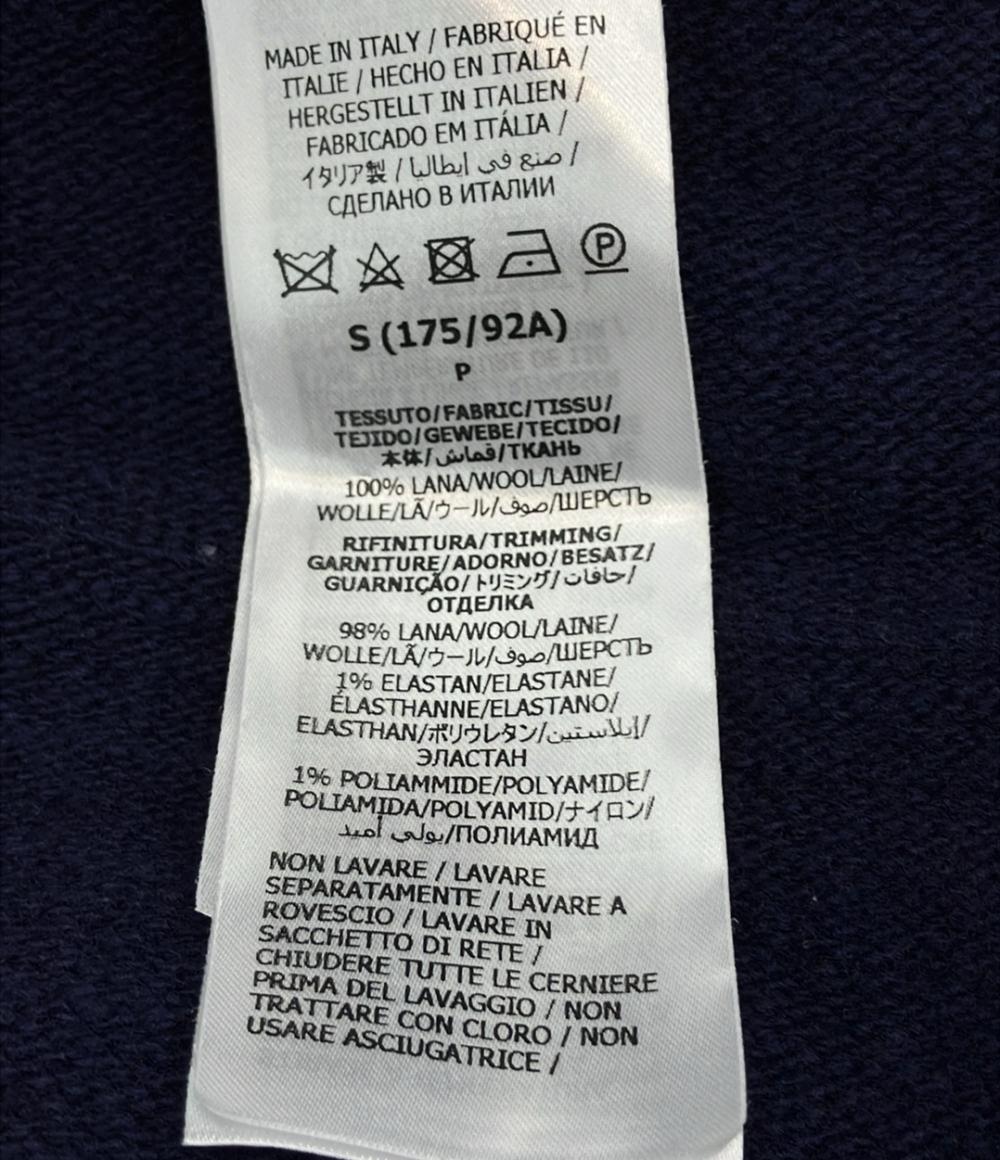 MADE IN ITALY / FABRIQUÉ EN
ITALIE / HECHO EN ITALIA /
HERGESTELLT IN ITALIEN /
FABRICADO EM ITÁLIA /
イタリア製 / صنع في ايطاليا /
СДЕЛАНО В ИТАЛИИ
P
S (175/92A)
P
TESSUTO/FABRIC/TISSU/
TEJIDO/GEWEBE/TECIDO/
本体/قماش/ТКАНЬ
100% LANA/WOOL/LAINE/
WOLLE/LÃ/ウール/صوف/ШЕРСТЬ
RIFINITURA/TRIMMING/
GARNITURE/ADORNO/BESATZ/
GUARNIÇÃO/トリミング/حافات/
ОТДЕЛКА
98% LANA/WOOL/LAINE/
WOLLE/LÃ/ウール/صوف/ШЕРСТЬ
1% ELASTAN/ELASTANE/
ÉLASTHANNE/ELASTANO/
ELASTHAN/ポリウレタン/إيلاستين/
ЭЛАСТАН
1% POLIAMMIDE/POLYAMIDE/
POLIAMIDA/POLYAMID/ナイロン/
بولي أميد/ПОЛИАМИД
NON LAVARE / LAVARE
SEPARATAMENTE / LAVARE A
ROVESCIO / LAVARE IN
SACCHETTO DI RETE /
CHIUDERE TUTTE LE CERNIERE
PRIMA DEL LAVAGGIO / NON
TRATTARE CON CLORO / NON
USARE ASCIUGATRICE /